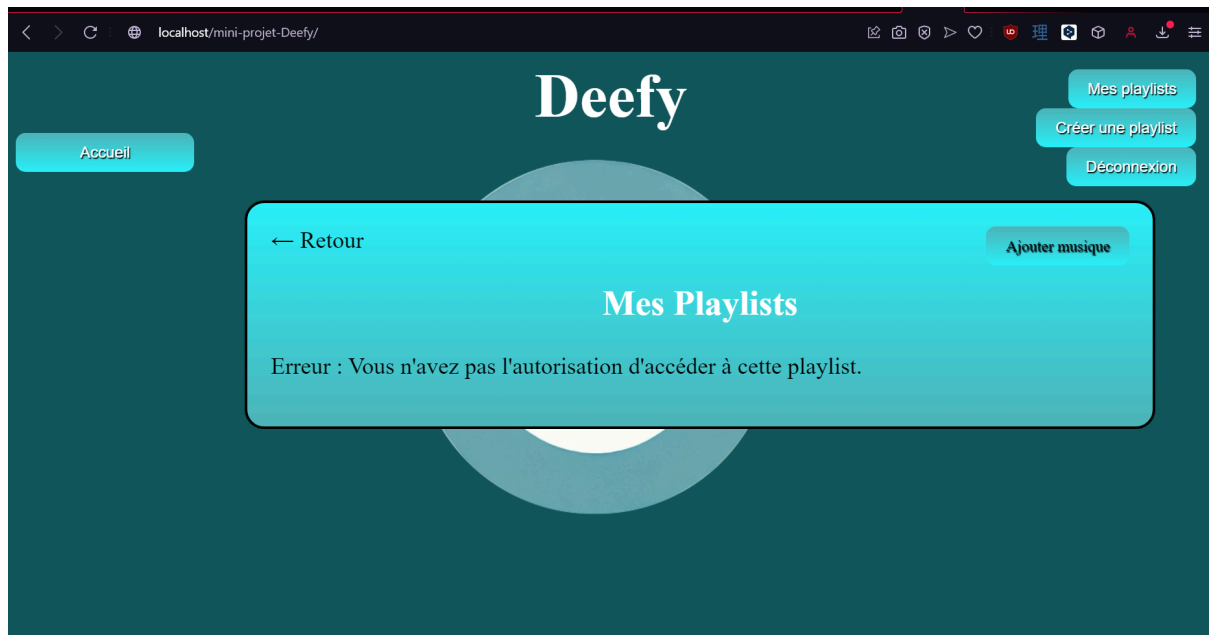 localhost/mini-projet-Deefy/
理
Deefy
Mes playlists
Créer une playlist
Déconnexion
Accueil
← Retour
Ajouter musique
Mes Playlists
Erreur : Vous n'avez pas l'autorisation d'accéder à cette playlist.